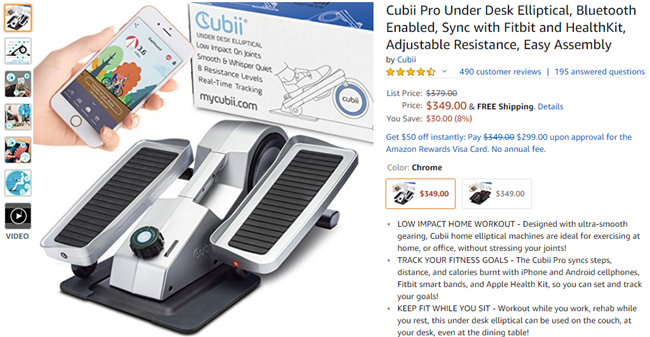 Cubii
UNDER DESK ELLIPTICAL
Low Impact On Joints
Smooth & Whisper Quiet
8 Resistance Levels
Real-Time Tracking
mycubii.com
cubii
3.6
Cubii
VIDEO
Cubii Pro Under Desk Elliptical, Bluetooth
Enabled, Sync with Fitbit and HealthKit,
Adjustable Resistance, Easy Assembly
by Cubii
490 customer reviews | 195 answered questions
List Price: $379.00
Price: $349.00 & FREE Shipping. Details
You Save: $30.00 (8%)
Get $50 off instantly: Pay $349.00 $299.00 upon approval for the
Amazon Rewards Visa Card. No annual fee.
Color: Chrome
$349.00 $349.00
• LOW IMPACT HOME WORKOUT - Designed with ultra-smooth
gearing, Cubii home elliptical machines are ideal for exercising at
home, or office, without stressing your joints!
• TRACK YOUR FITNESS GOALS - The Cubii Pro syncs steps,
distance, and calories burnt with iPhone and Android cellphones,
Fitbit smart bands, and Apple Health Kit, so you can set and track
your goals!
• KEEP FIT WHILE YOU SIT - Workout while you work, rehab while
you rest, this under desk elliptical can be used on the couch, at
your desk, even at the dining table!